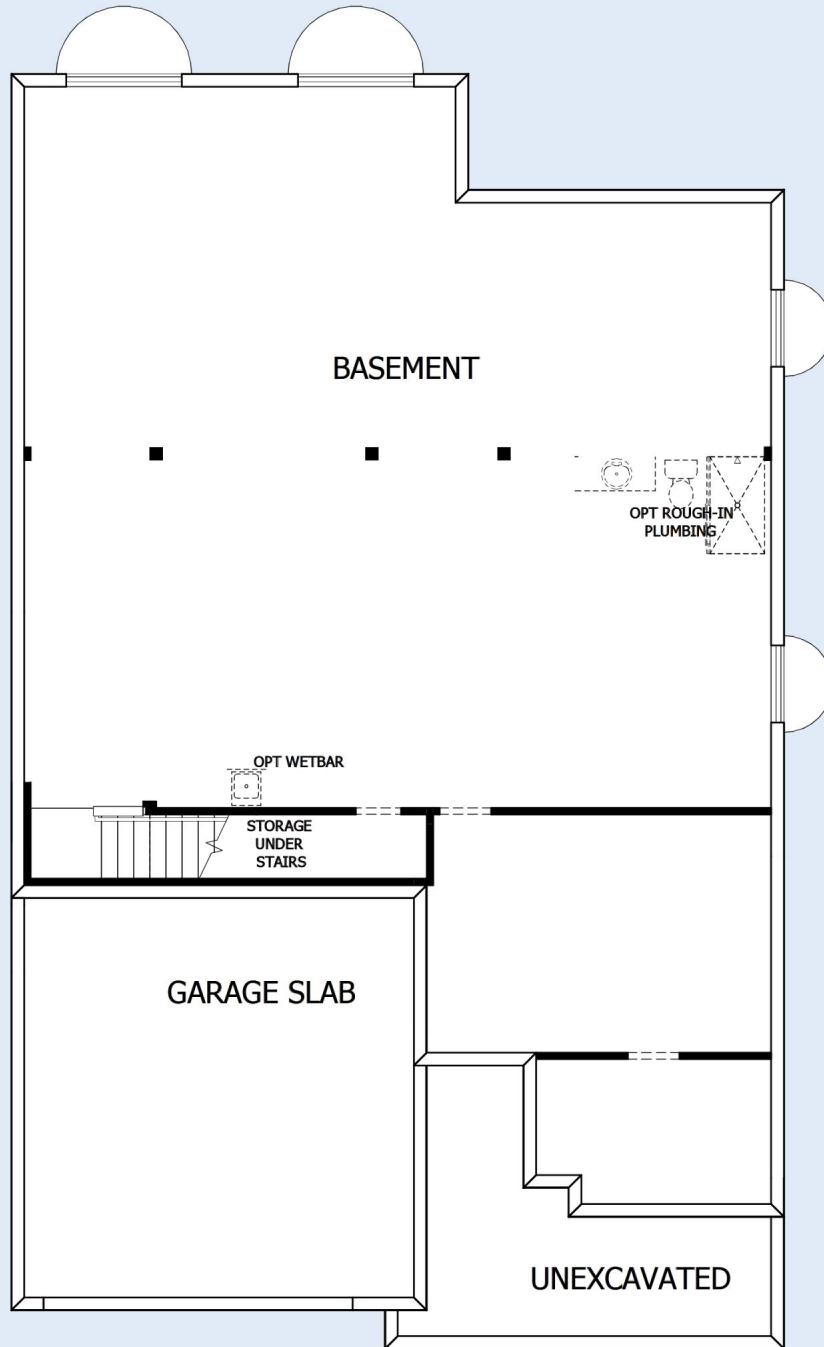 BASEMENT
OPT ROUGH-IN
PLUMBING
OPT WETBAR
STORAGE
UNDER
STAIRS
GARAGE SLAB
UNEXCAVATED